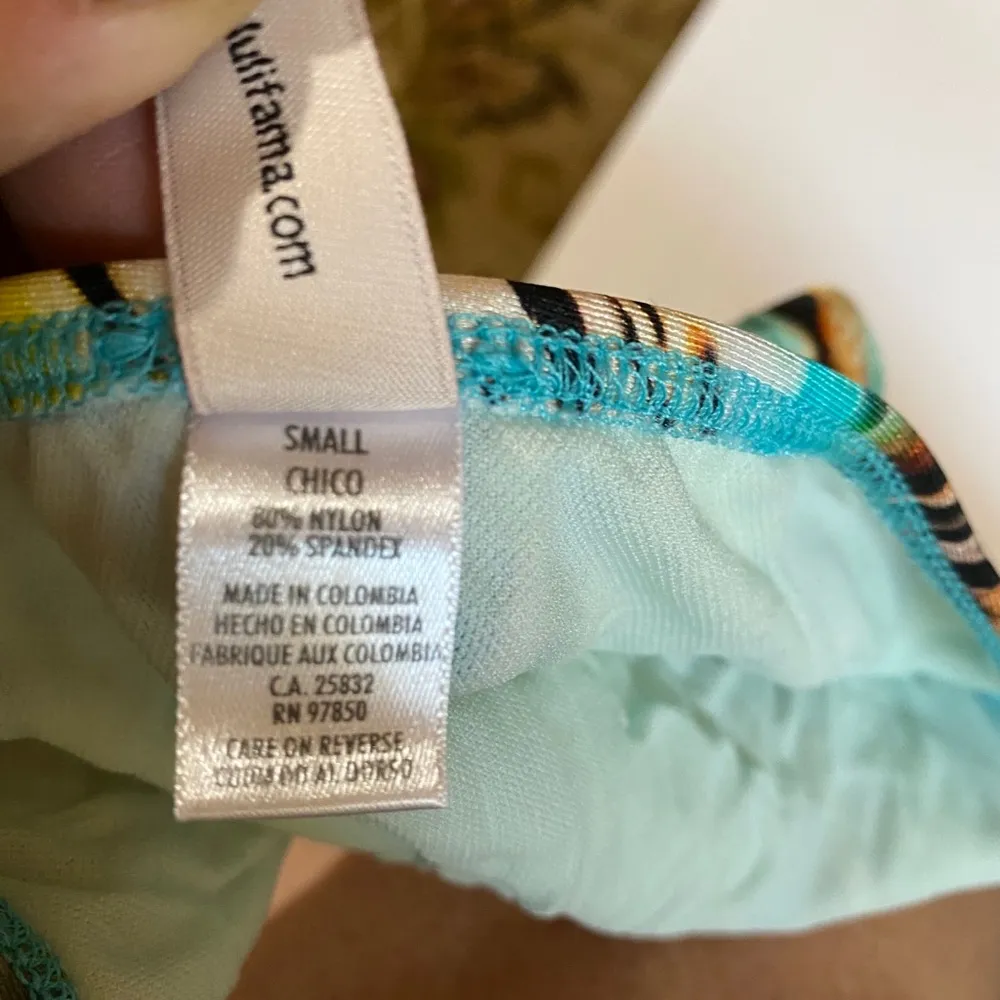 lulifama.com
SMALL
CHICO
80% NYLON
20% SPANDEX
MADE IN COLOMBIA
HECHO EN COLOMBIA
FABRIQUE AUX COLOMBIA
C.A. 25832
RN 97850
CARE ON REVERSE